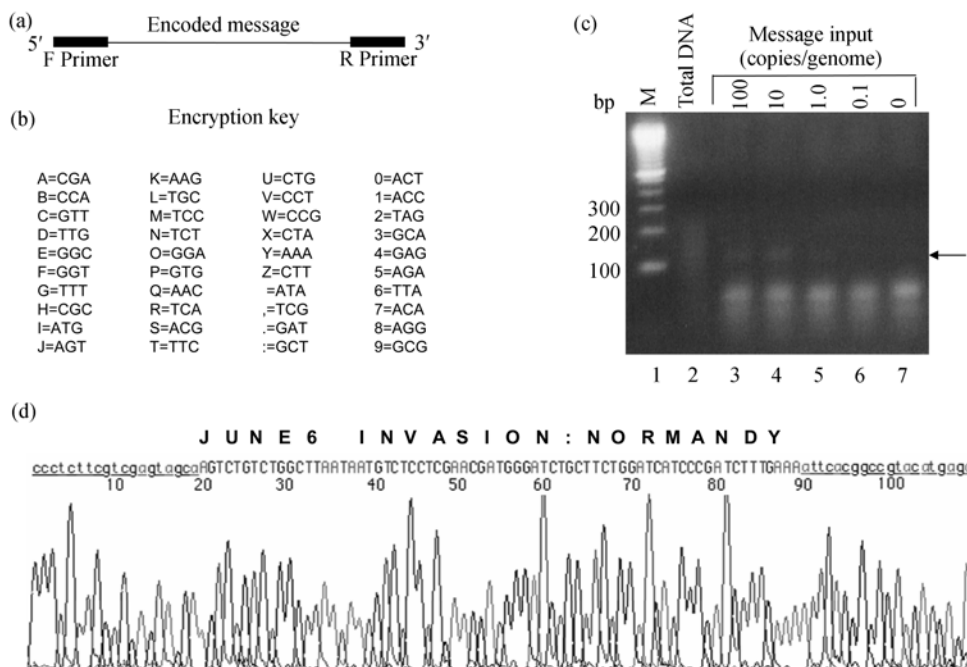 (a)
Encoded message
5′ 3′
F Primer R Primer
(b)
Encryption key
A=CGA K=AAG U=CTG 0=ACT
B=CCA L=TGC V=CCT 1=ACC
C=GTT M=TCC W=CCG 2=TAG
D=TTG N=TCT X=CTA 3=GCA
E=GGC O=GGA Y=AAA 4=GAG
F=GGT P=GTG Z=CTT 5=AGA
G=TTT Q=AAC =ATA 6=TTA
H=CGC R=TCA ,=TCG 7=ACA
I=ATG S=ACG .=GAT 8=AGG
J=AGT T=TTC :=GCT 9=GCG
(c)
Message input
(copies/genome)
bp M Total DNA 100 10 1.0 0.1 0
300
200
100
1 2 3 4 5 6 7
(d)
J U N E 6 I N V A S I O N : N O R M A N D Y
ccctcttcgtcgagtagcaAGTCTGTCTGGCTTAATAATGTCTCCTCGAACGATGGGATCTGCTTCTGGATCATCCCGATCTTTGAAAattcacggccgtacatgag
10 20 30 40 50 60 70 80 90 100